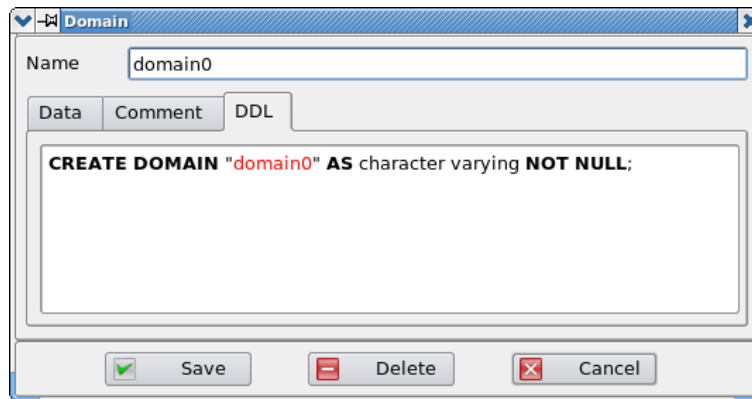 Domain
Name domain0
Data Comment DDL
CREATE DOMAIN "domain0" AS character varying NOT NULL;
Save Delete Cancel